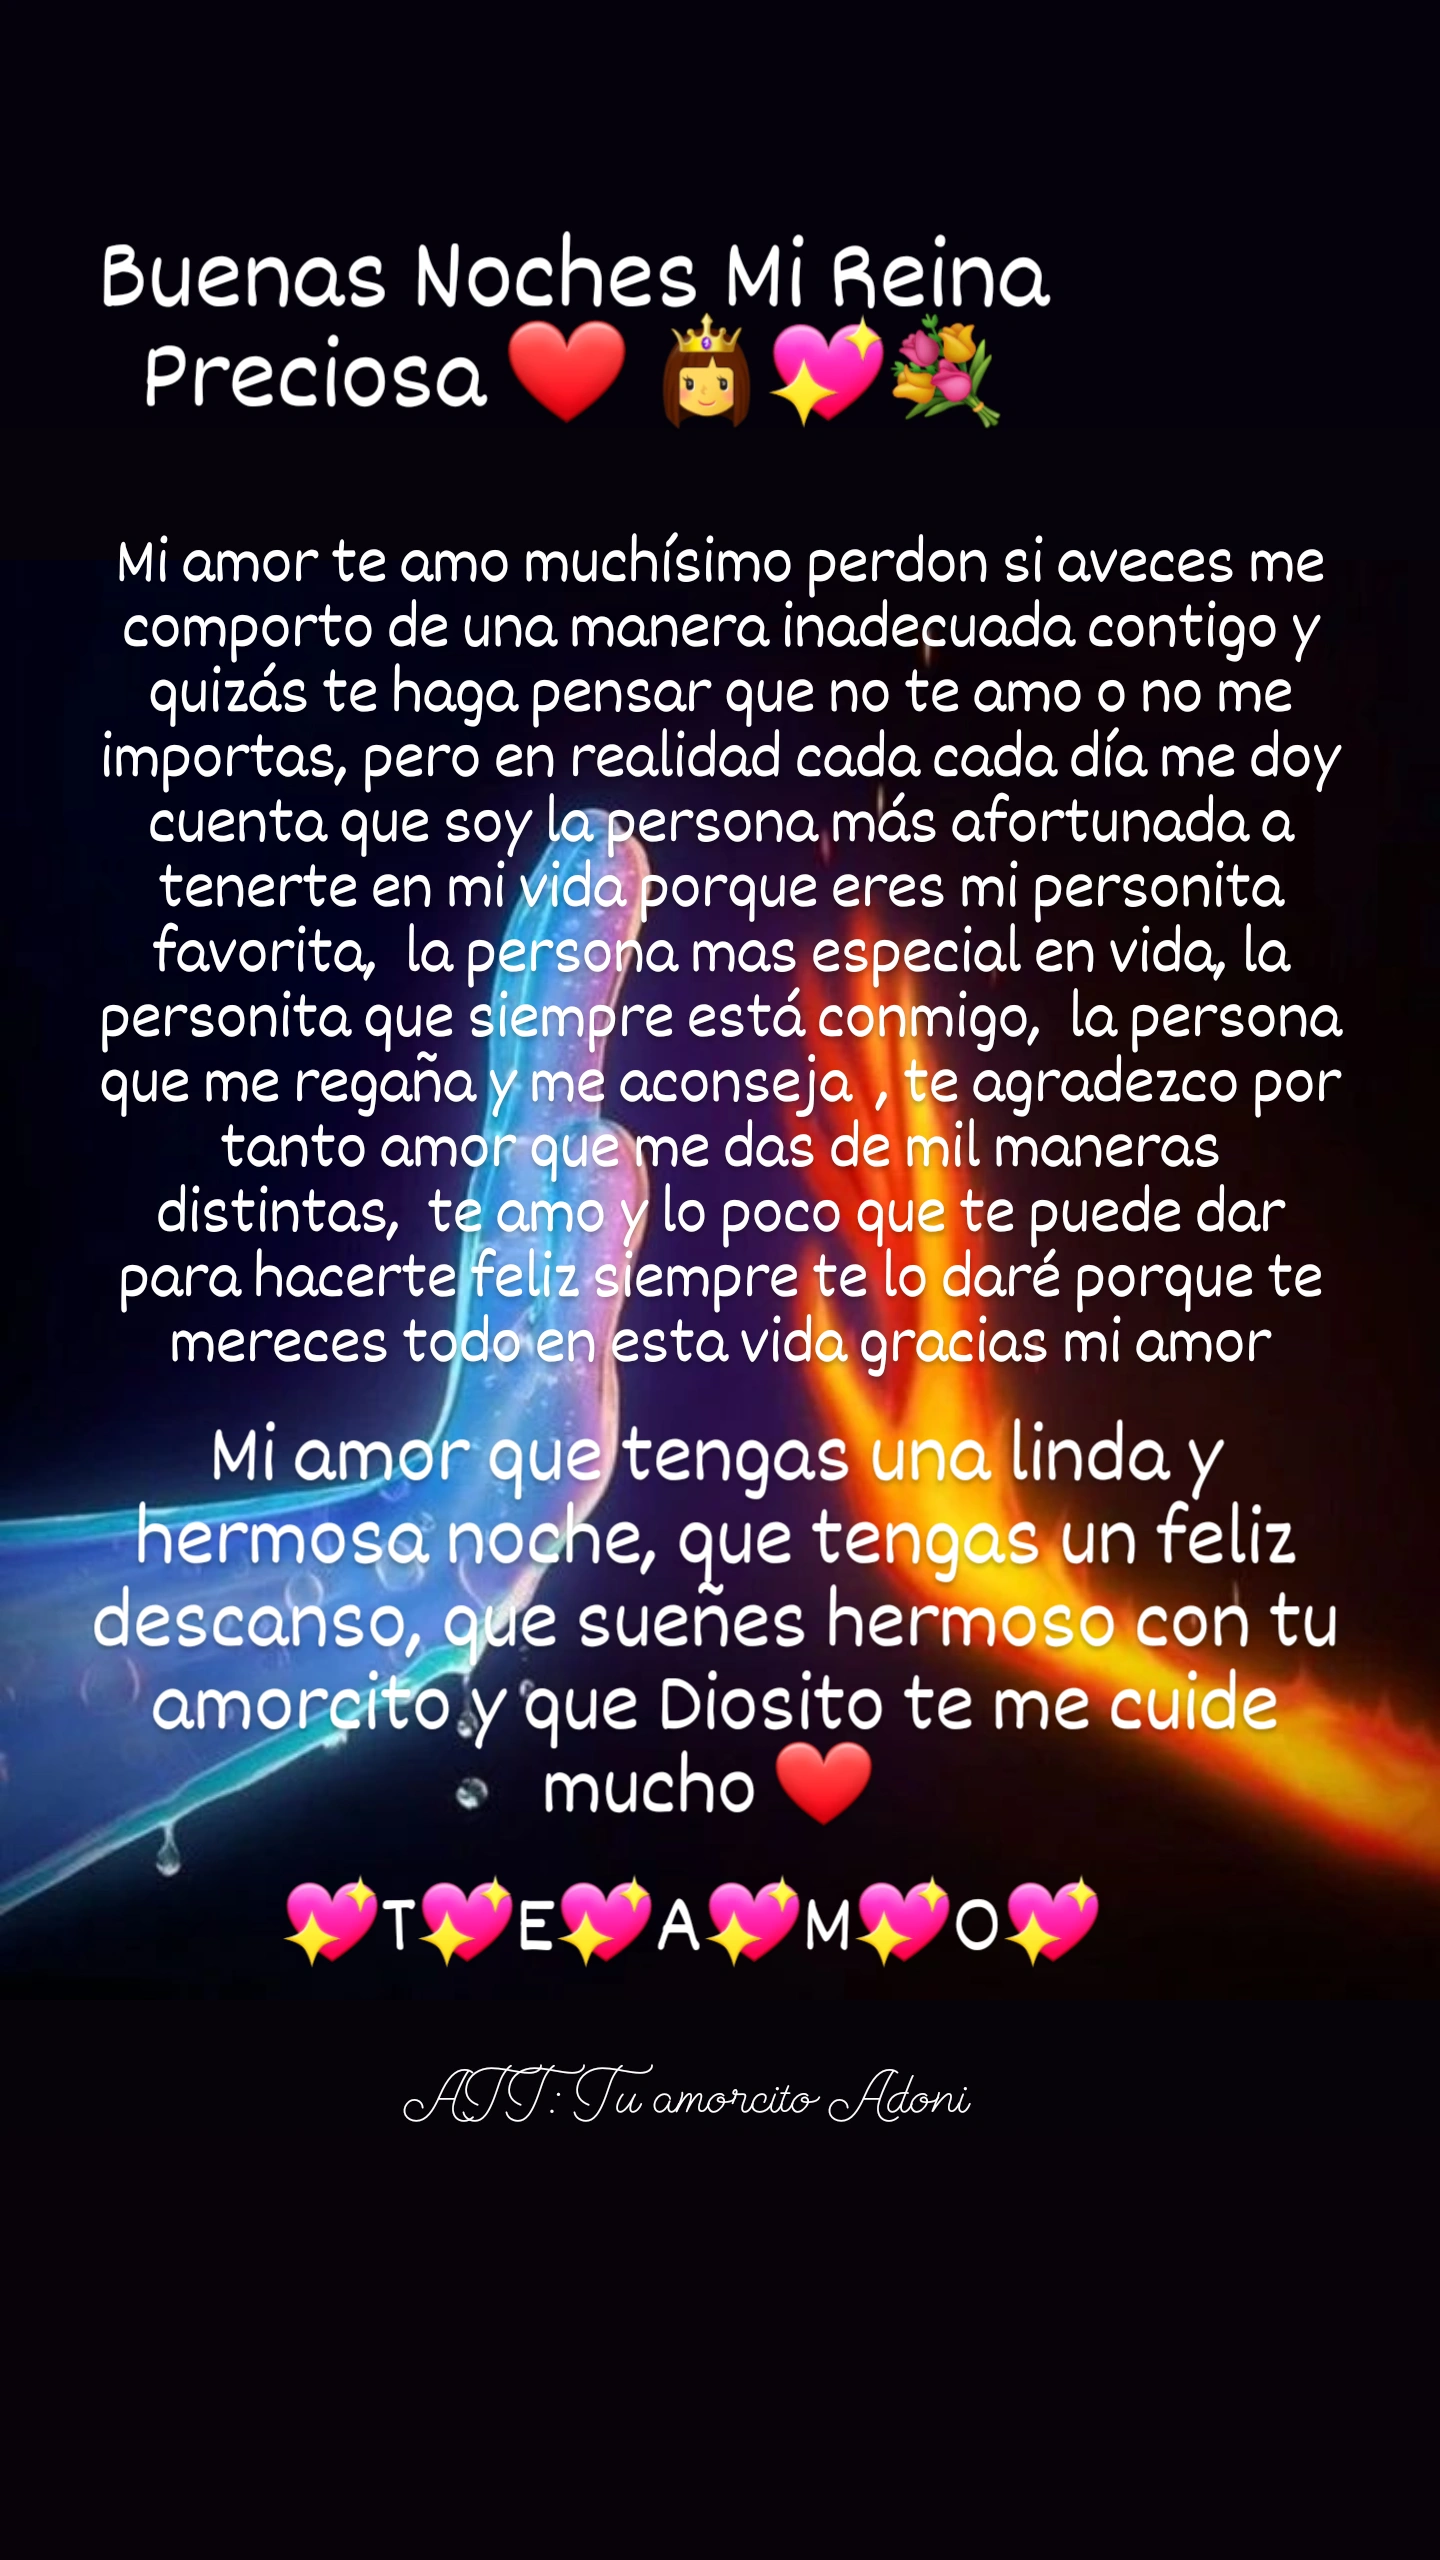 Buenas Noches Mi Reina
Preciosa ❤️ 👸💖💐
Mi amor te amo muchísimo perdon si aveces me
comporto de una manera inadecuada contigo y
quizás te haga pensar que no te amo o no me
importas, pero en realidad cada cada día me doy
cuenta que soy la persona más afortunada a
tenerte en mi vida porque eres mi personita
favorita,  la persona mas especial en vida, la
personita que siempre está conmigo,  la persona
que me regaña y me aconseja , te agradezco por
tanto amor que me das de mil maneras
distintas,  te amo y lo poco que te puede dar
para hacerte feliz siempre te lo daré porque te
mereces todo en esta vida gracias mi amor
Mi amor que tengas una linda y
hermosa noche, que tengas un feliz
descanso, que sueñes hermoso con tu
amorcito y que Diosito te me cuide
mucho ❤️
💖T💖E💖A💖M💖O💖
ATT: Tu amorcito Adoni